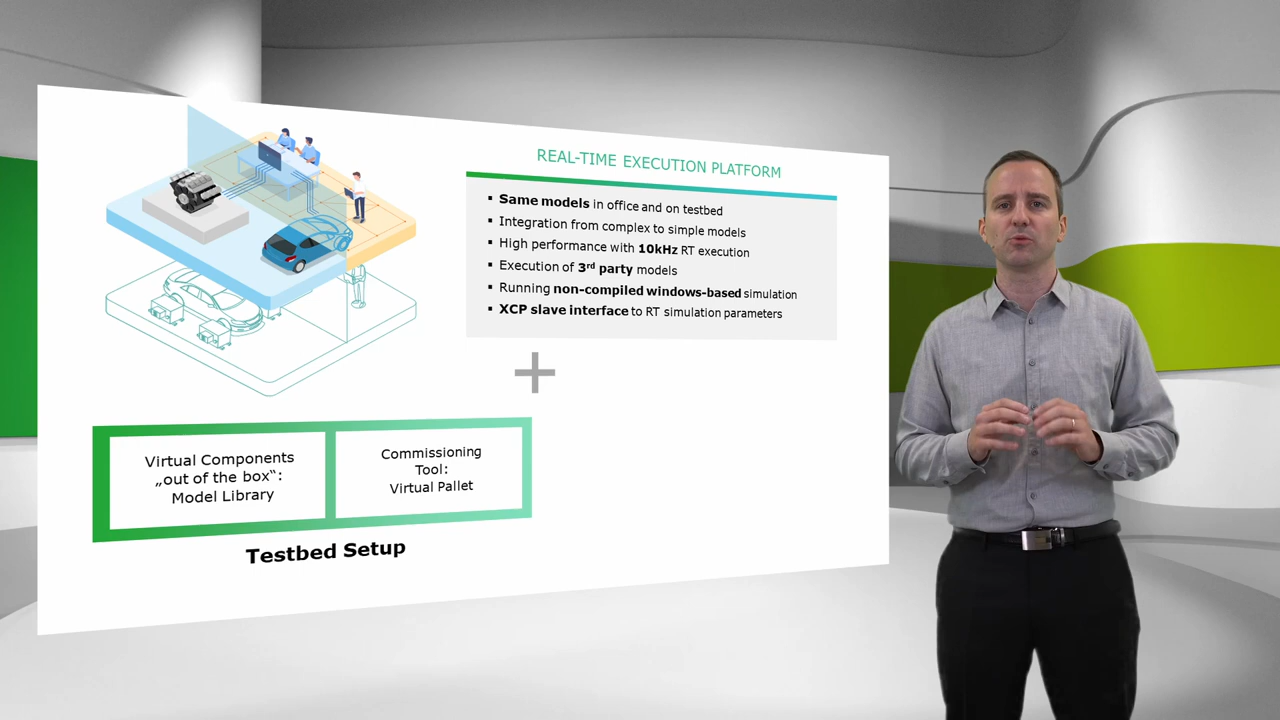 REAL-TIME EXECUTION PLATFORM
▪ Same models in office and on testbed
▪ Integration from complex to simple models
▪ High performance with 10kHz RT execution
▪ Execution of 3rd party models
▪ Running non-compiled windows-based simulation
▪ XCP slave interface to RT simulation parameters
+
Virtual Components
„out of the box“:
Model Library
Commissioning
Tool:
Virtual Pallet
Testbed Setup